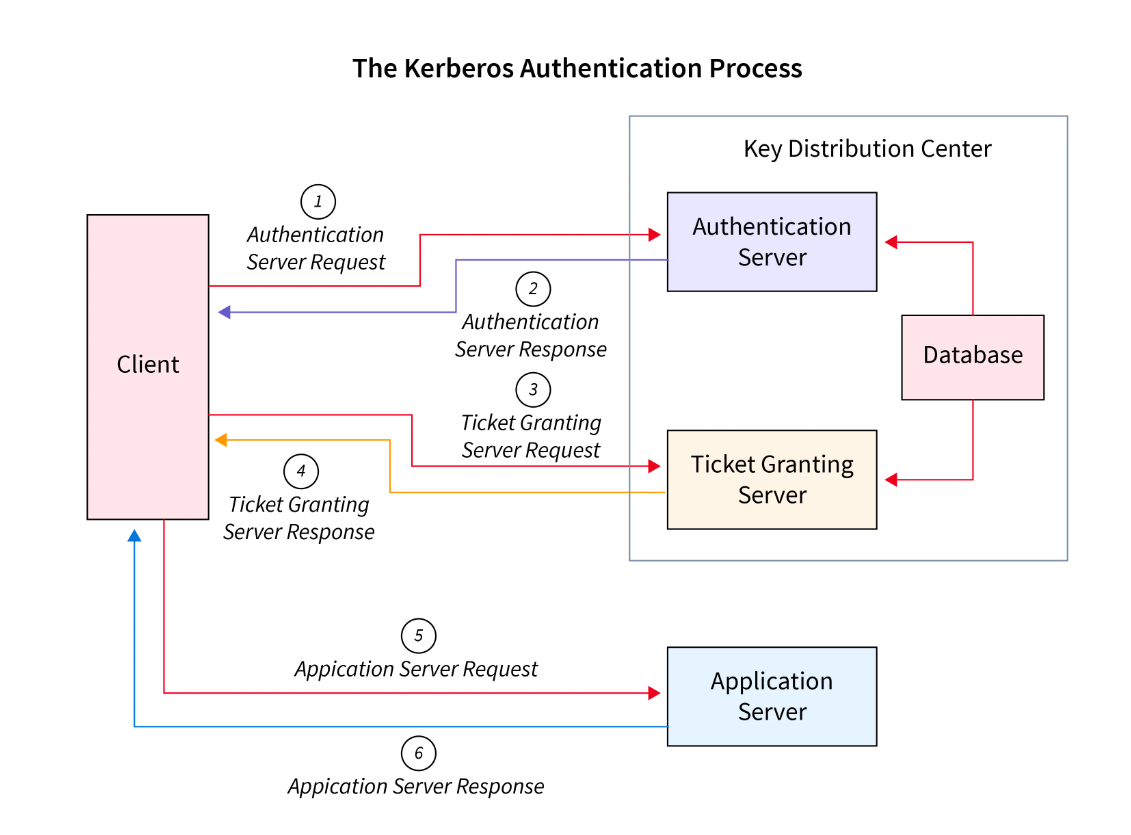 The Kerberos Authentication Process
Key Distribution Center
1
Authentication
Server Request
Authentication
Server
2
Authentication
Server Response
Client
Database
3
Ticket Granting
Server Request
4
Ticket Granting
Server Response
Ticket Granting
Server
5
Appication Server Request
Application
Server
6
Appication Server Response